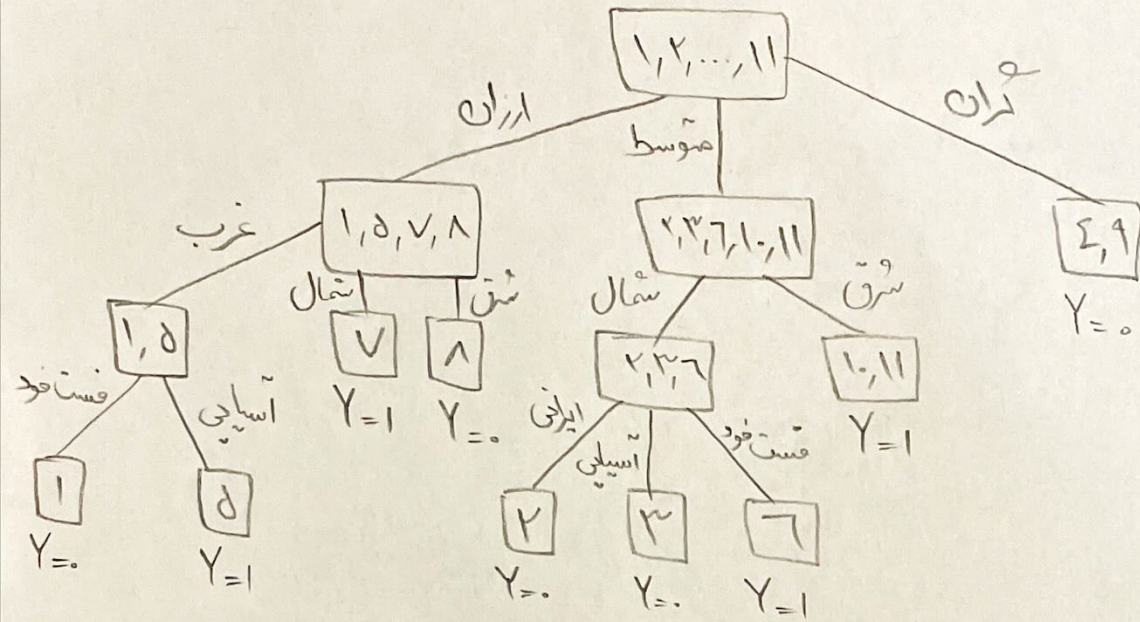 ۱,۲,...,۱۱
ارزان
متوسط
گران
۱,۵,۷,۸
۲,۳,۶,۱۰,۱۱
٤,۹
Y=۰
غرب
شمال
شرق
شمال
شرق
۱,۵
۷
Y=۱
۸
Y=۰
۲,۳,۶
۱۰,۱۱
Y=۱
فست فود
آسیایی
ایرانی
آسیایی
فست فود
۱
Y=۰
۵
Y=۱
۲
Y=۰
۳
Y=۰
۶
Y=۱